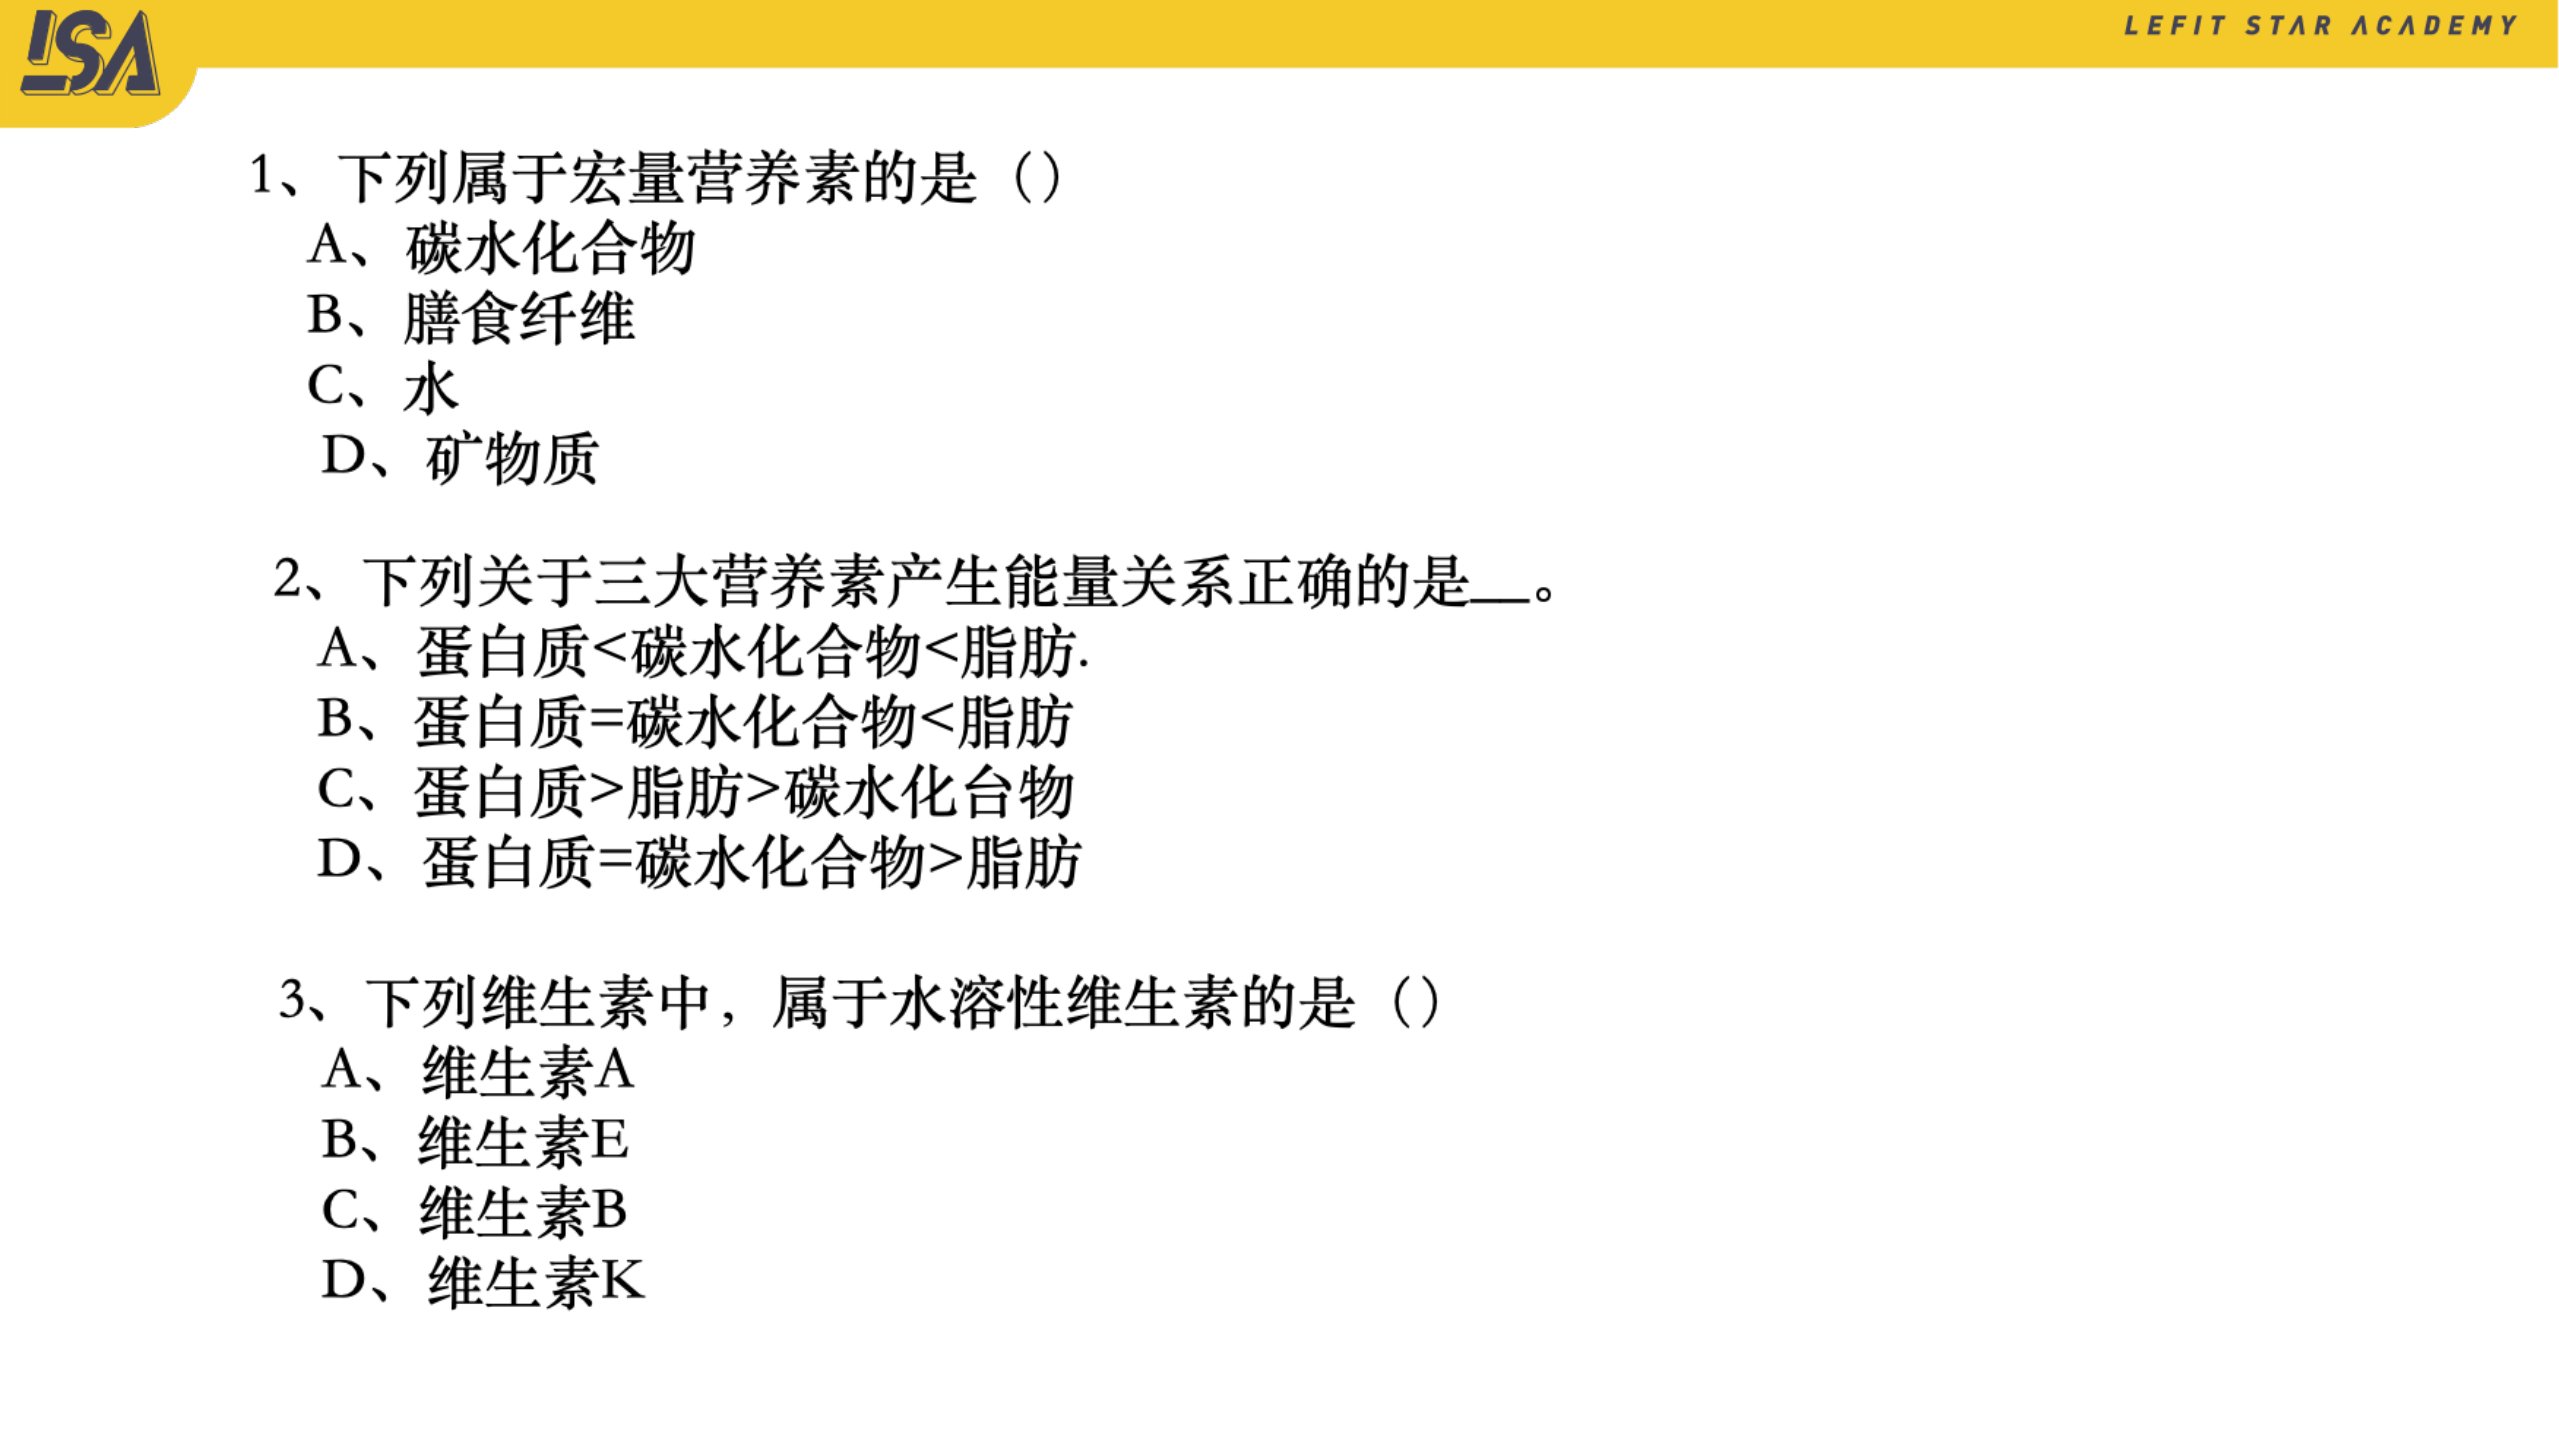 LSA
LEFIT STAR ACADEMY
1、下列属于宏量营养素的是（）
A、碳水化合物
B、膳食纤维
C、水
D、矿物质
2、下列关于三大营养素产生能量关系正确的是__。
A、蛋白质<碳水化合物<脂肪.
B、蛋白质=碳水化合物<脂肪
C、蛋白质>脂肪>碳水化台物
D、蛋白质=碳水化合物>脂肪
3、下列维生素中，属于水溶性维生素的是（）
A、维生素A
B、维生素E
C、维生素B
D、维生素K